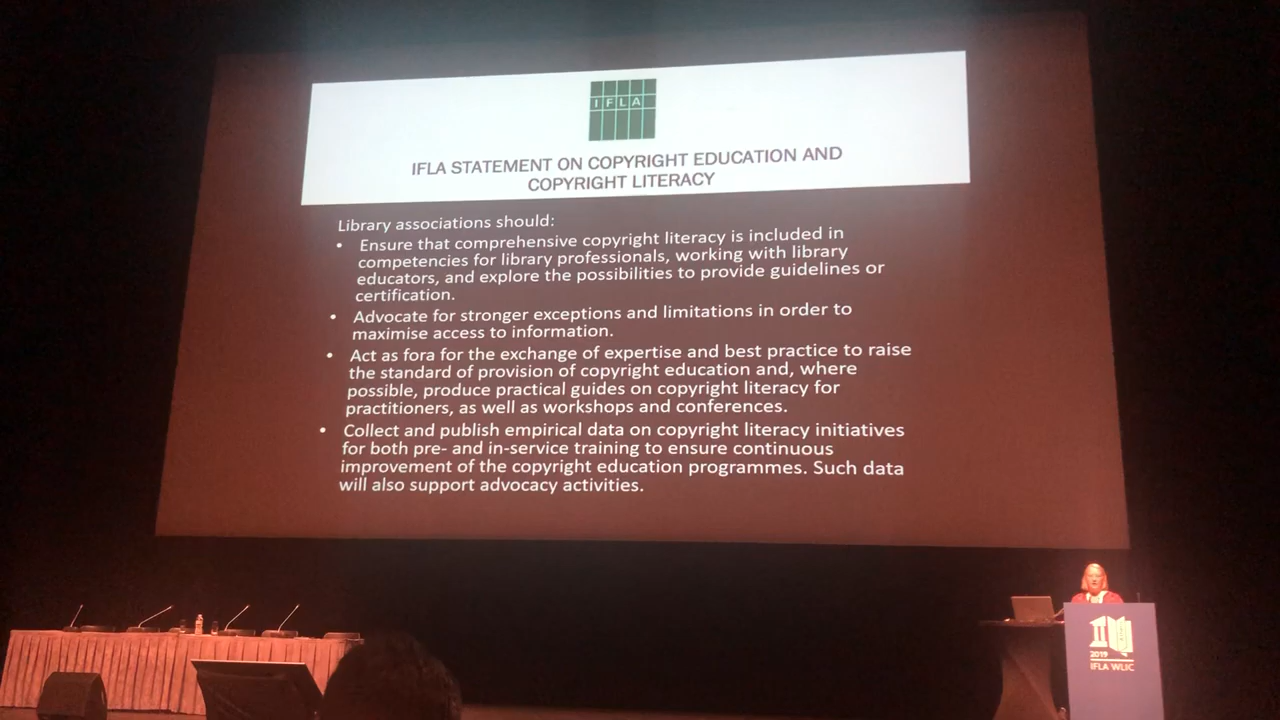 IFLA
IFLA STATEMENT ON COPYRIGHT EDUCATION AND
COPYRIGHT LITERACY
Library associations should:
• Ensure that comprehensive copyright literacy is included in
competencies for library professionals, working with library
educators, and explore the possibilities to provide guidelines or
certification.
• Advocate for stronger exceptions and limitations in order to
maximise access to information.
• Act as fora for the exchange of expertise and best practice to raise
the standard of provision of copyright education and, where
possible, produce practical guides on copyright literacy for
practitioners, as well as workshops and conferences.
• Collect and publish empirical data on copyright literacy initiatives
for both pre- and in-service training to ensure continuous
improvement of the copyright education programmes. Such data
will also support advocacy activities.
2019
IFLA WLIC